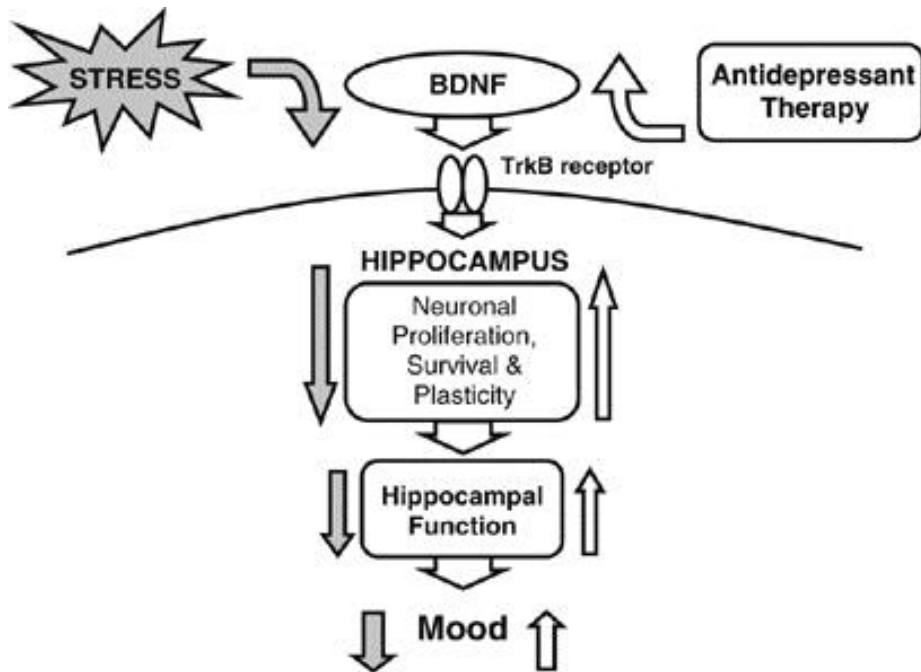 STRESS
BDNF
Antidepressant
Therapy
TrkB receptor
HIPPOCAMPUS
Neuronal
Proliferation,
Survival &
Plasticity
Hippocampal
Function
Mood